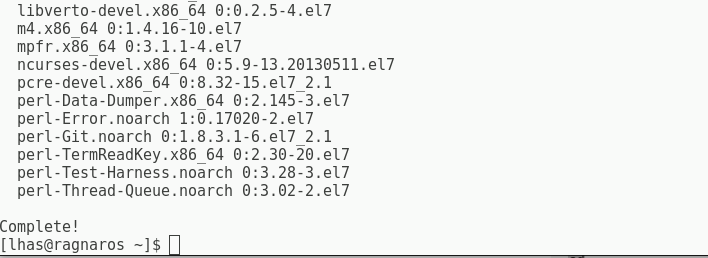 libverto-devel.x86_64 0:0.2.5-4.el7
m4.x86_64 0:1.4.16-10.el7
mpfr.x86_64 0:3.1.1-4.el7
ncurses-devel.x86_64 0:5.9-13.20130511.el7
pcre-devel.x86_64 0:8.32-15.el7_2.1
perl-Data-Dumper.x86_64 0:2.145-3.el7
perl-Error.noarch 1:0.17020-2.el7
perl-Git.noarch 0:1.8.3.1-6.el7_2.1
perl-TermReadKey.x86_64 0:2.30-20.el7
perl-Test-Harness.noarch 0:3.28-3.el7
perl-Thread-Queue.noarch 0:3.02-2.el7
Complete!
[lhas@ragnaros ~]$